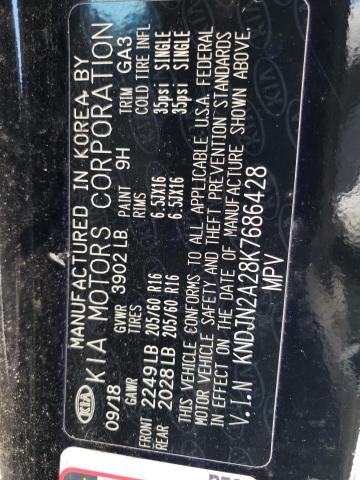 MANUFACTURED IN KOREA BY
KIA KIA MOTORS CORPORATION
09/18 GVWR 3902 LB PAINT 9H TRIM GA3
GAWR TIRES RIMS COLD TIRE INFL
FRONT 2249 LB 205/60 R16 6.5JX16 35psi SINGLE
REAR 2028 LB 205/60 R16 6.5JX16 35psi SINGLE
THIS VEHICLE CONFORMS TO ALL APPLICABLE U.S.A. FEDERAL
MOTOR VEHICLE SAFETY AND THEFT PREVENTION STANDARDS
IN EFFECT ON THE DATE OF MANUFACTURE SHOWN ABOVE.
V.I.N KNDJN2A28K7686428
MPV